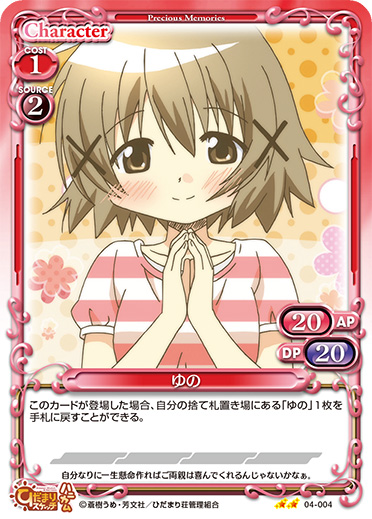 Precious Memories
Character
COST
1
SOURCE
2
20 AP
DP 20
ゆの
このカードが登場した場合、自分の捨て札置き場にある「ゆの」1枚を
手札に戻すことができる。
自分なりに一生懸命作ればご両親は喜んでくれるんじゃないかなぁ。
ひだまりスケッチ
ハニカム
©蒼樹うめ・芳文社/ひだまり荘管理組合
04-004